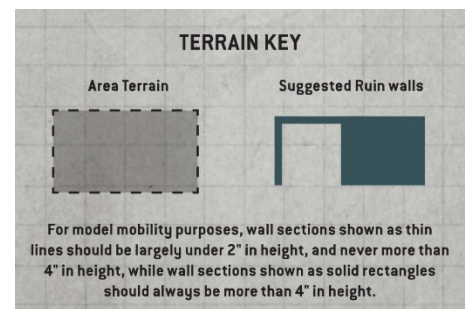 TERRAIN KEY
Area Terrain
Suggested Ruin walls
For model mobility purposes, wall sections shown as thin
lines should be largely under 2" in height, and never more than
4" in height, while wall sections shown as solid rectangles
should always be more than 4" in height.